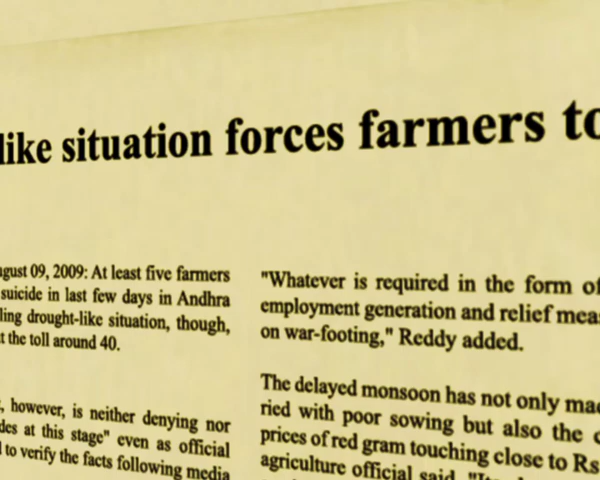 like situation forces farmers to
gust 09, 2009: At least five farmers
suicide in last few days in Andhra
ling drought-like situation, though,
t the toll around 40.
, however, is neither denying nor
des at this stage" even as official
to verify the facts following media
"Whatever is required in the form of
employment generation and relief mea
on war-footing," Reddy added.
The delayed monsoon has not only ma
ried with poor sowing but also the
prices of red gram touching close to Rs
agriculture official said.